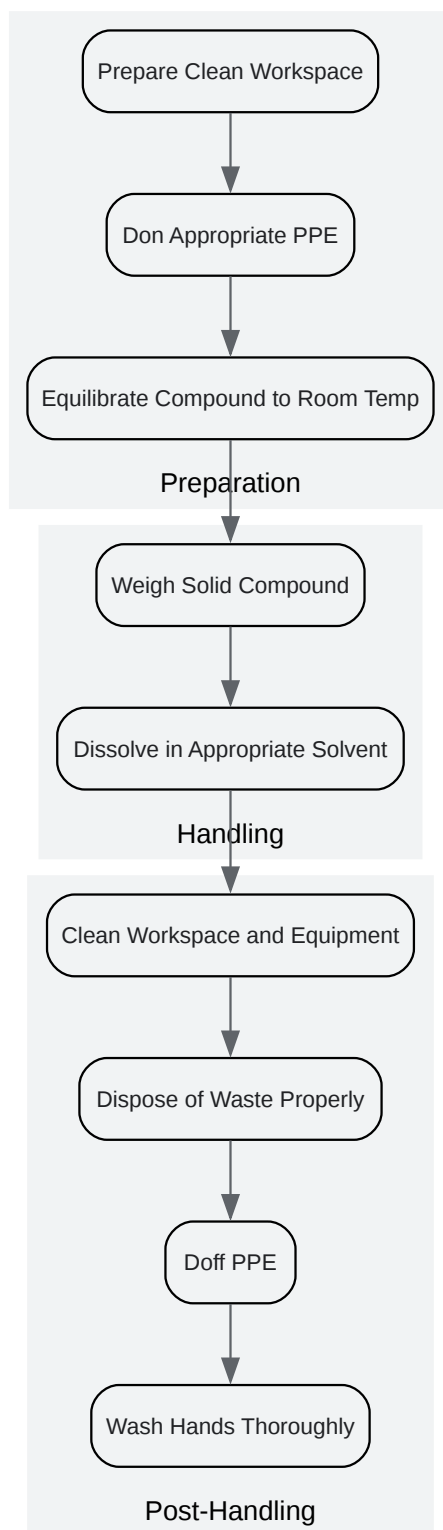 Prepare Clean Workspace
Don Appropriate PPE
Equilibrate Compound to Room Temp
Preparation
Weigh Solid Compound
Dissolve in Appropriate Solvent
Handling
Clean Workspace and Equipment
Dispose of Waste Properly
Doff PPE
Wash Hands Thoroughly
Post-Handling